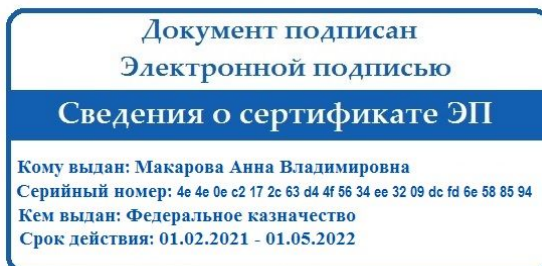 Документ подписан
Электронной подписью
Сведения о сертификате ЭП
Кому выдан: Макарова Анна Владимировна
Серийный номер: 4e 4e 0e c2 17 2c 63 d4 4f 56 34 ee 32 09 dc fd 6e 58 85 94
Кем выдан: Федеральное казначество
Срок действия: 01.02.2021 - 01.05.2022